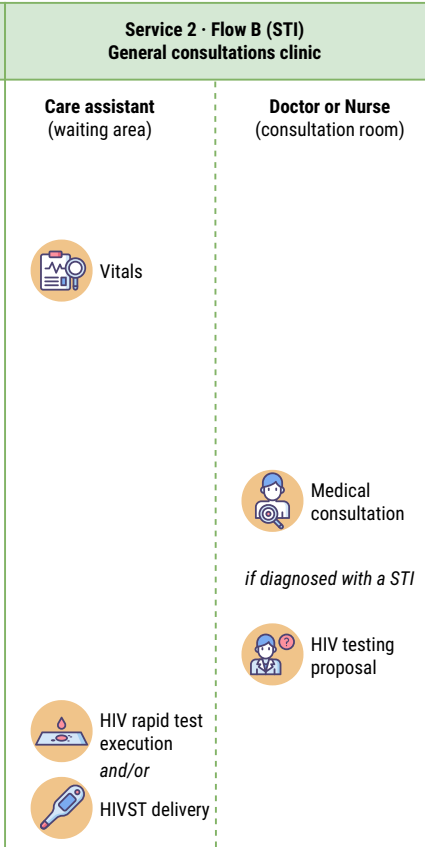 Service 2 · Flow B (STI)
General consultations clinic
Care assistant
(waiting area)
Doctor or Nurse
(consultation room)
Vitals
Medical
consultation
if diagnosed with a STI
?
HIV testing
proposal
HIV rapid test
execution
and/or
HIVST delivery